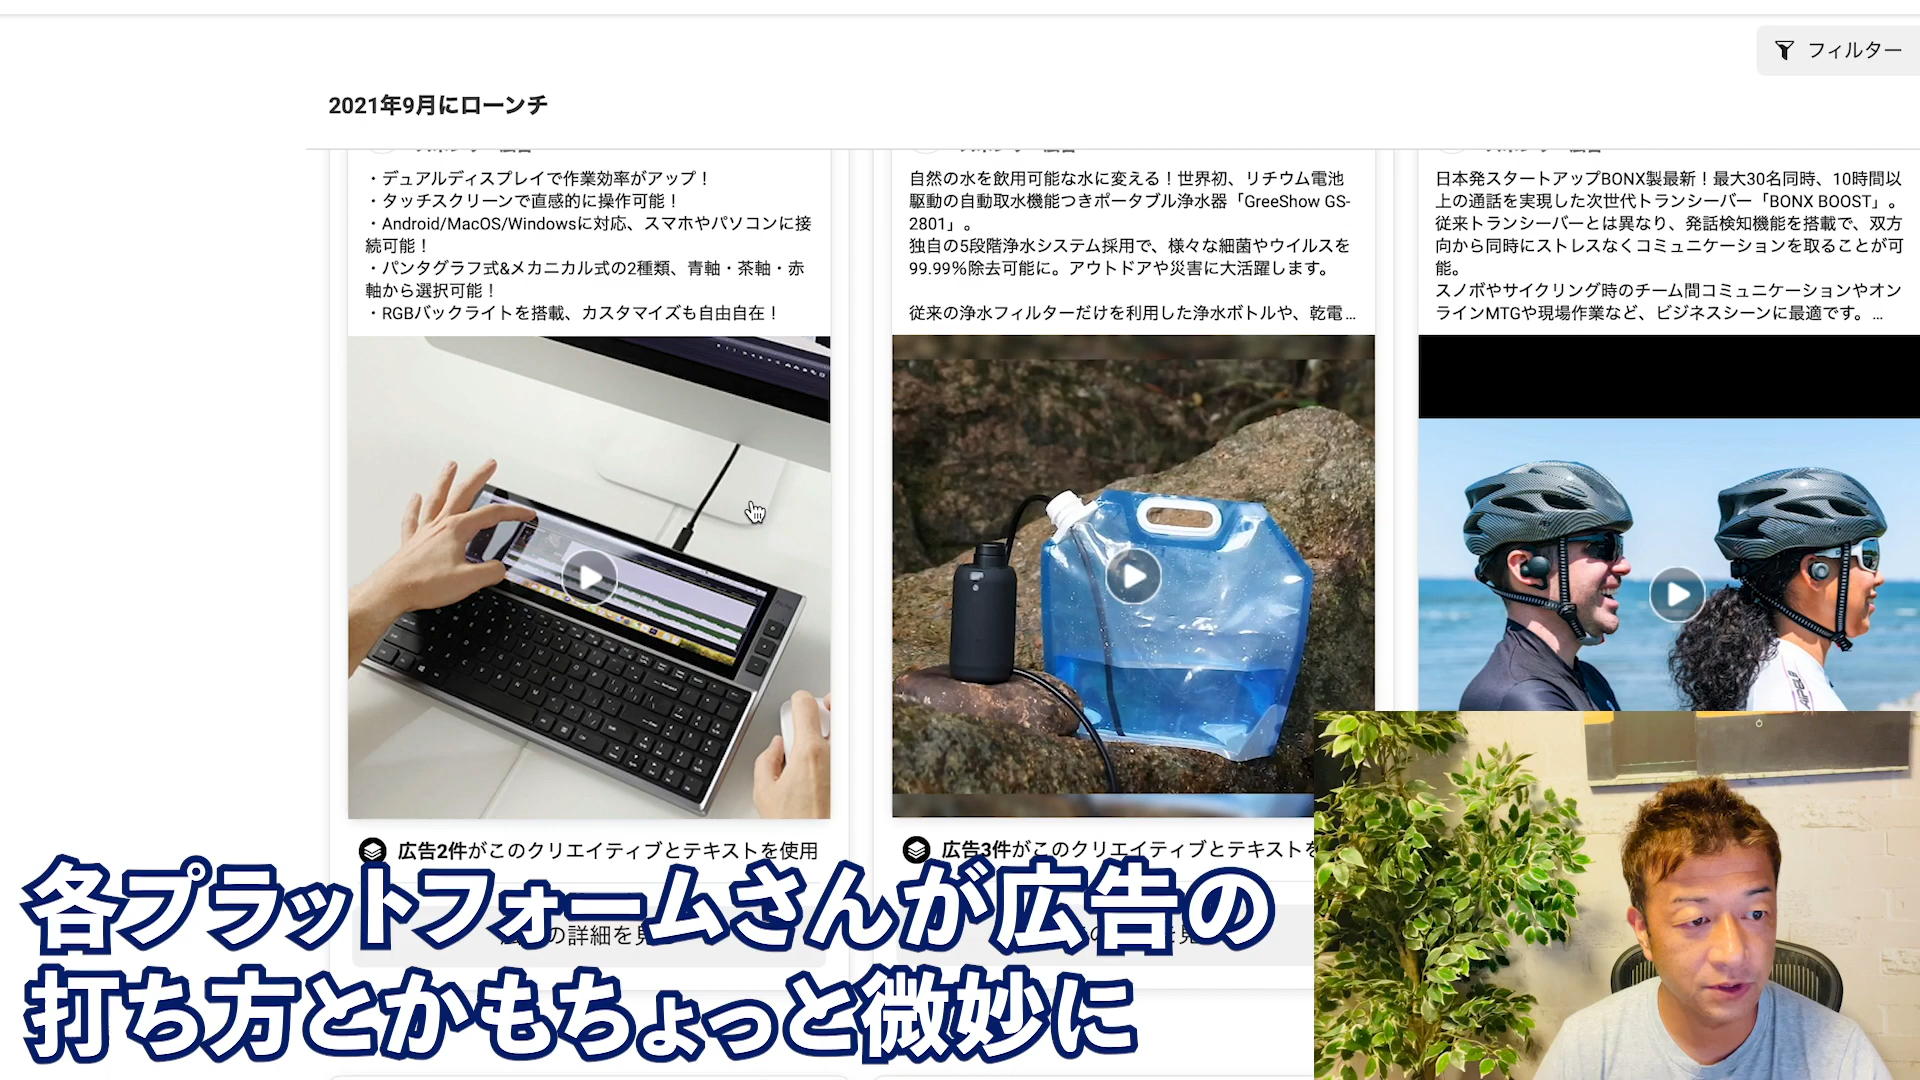 フィルター
2021年9月にローンチ
・デュアルディスプレイで作業効率がアップ！
・タッチスクリーンで直感的に操作可能！
・Android/MacOS/Windowsに対応、スマホやパソコンに接
続可能！
・パンタグラフ式&メカニカル式の2種類、青軸・茶軸・赤
軸から選択可能！
・RGBバックライトを搭載、カスタマイズも自由自在！
自然の水を飲用可能な水に変える！世界初、リチウム電池
駆動の自動取水機能つきポータブル浄水器「GreeShow GS-
2801」。
独自の5段階浄水システム採用で、様々な細菌やウイルスを
99.99%除去可能に。アウトドアや災害に大活躍します。
従来の浄水フィルターだけを利用した浄水ボトルや、乾電...
日本発スタートアップBONX製最新！最大30名同時、10時間以
上の通話を実現した次世代トランシーバー「BONX BOOST」。
従来トランシーバーとは異なり、発話検知機能を搭載で、双方
向から同時にストレスなくコミュニケーションを取ることが可
能。
スノボやサイクリング時のチーム間コミュニケーションやオン
ラインMTGや現場作業など、ビジネスシーンに最適です。...
広告2件がこのクリエイティブとテキストを使用
広告3件がこのクリエイティブとテキストを
の詳細を見
各プラットフォームさんが広告の
打ち方とかもちょっと微妙に